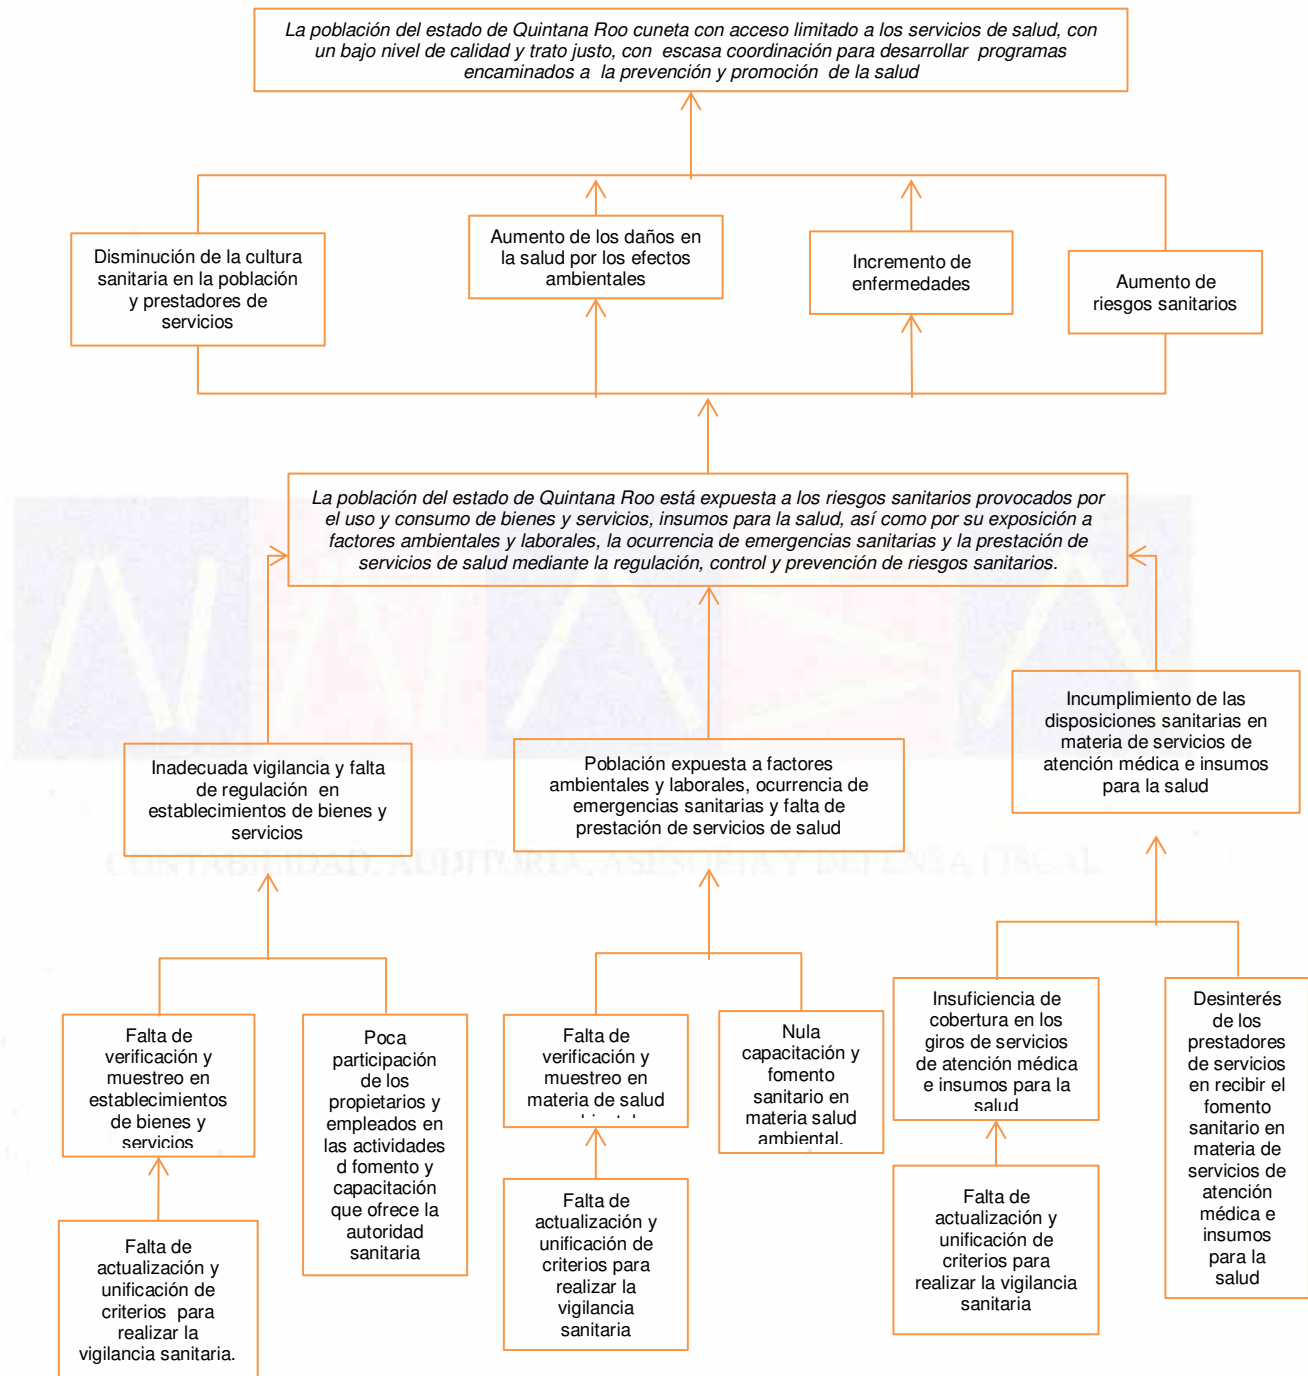 La población del estado de Quintana Roo cuneta con acceso limitado a los servicios de salud, con
un bajo nivel de calidad y trato justo, con escasa coordinación para desarrollar programas
encaminados a la prevención y promoción de la salud
Disminución de la cultura
sanitaria en la población
y prestadores de
servicios
Aumento de los daños en
la salud por los efectos
ambientales
Incremento de
enfermedades
Aumento de
riesgos sanitarios
La población del estado de Quintana Roo está expuesta a los riesgos sanitarios provocados por
el uso y consumo de bienes y servicios, insumos para la salud, así como por su exposición a
factores ambientales y laborales, la ocurrencia de emergencias sanitarias y la prestación de
servicios de salud mediante la regulación, control y prevención de riesgos sanitarios.
Inadecuada vigilancia y falta
de regulación en
establecimientos de bienes y
servicios
Población expuesta a factores
ambientales y laborales, ocurrencia de
emergencias sanitarias y falta de
prestación de servicios de salud
Incumplimiento de las
disposiciones sanitarias en
materia de servicios de
atención médica e insumos
para la salud
CONTABILIDAD, AUDITORÍA, ASESORÍA Y DEFENSA FISCAL
Falta de
verificación y
muestreo en
establecimientos
de bienes y
servicios
Poca
participación
de los
propietarios y
empleados en
las actividades
d fomento y
capacitación
que ofrece la
autoridad
sanitaria
Falta de
verificación y
muestreo en
materia de salud
Nula
capacitación y
fomento
sanitario en
materia salud
ambiental.
Insuficiencia de
cobertura en los
giros de servicios
de atención médica
e insumos para la
salud
Desinterés
de los
prestadores
de servicios
en recibir el
fomento
sanitario en
materia de
servicios de
atención
médica e
insumos
para la
salud
Falta de
actualización y
unificación de
criterios para
realizar la
vigilancia sanitaria.
Falta de
actualización y
unificación de
criterios para
realizar la
vigilancia
sanitaria
Falta de
actualización y
unificación de
criterios para
realizar la vigilancia
sanitaria